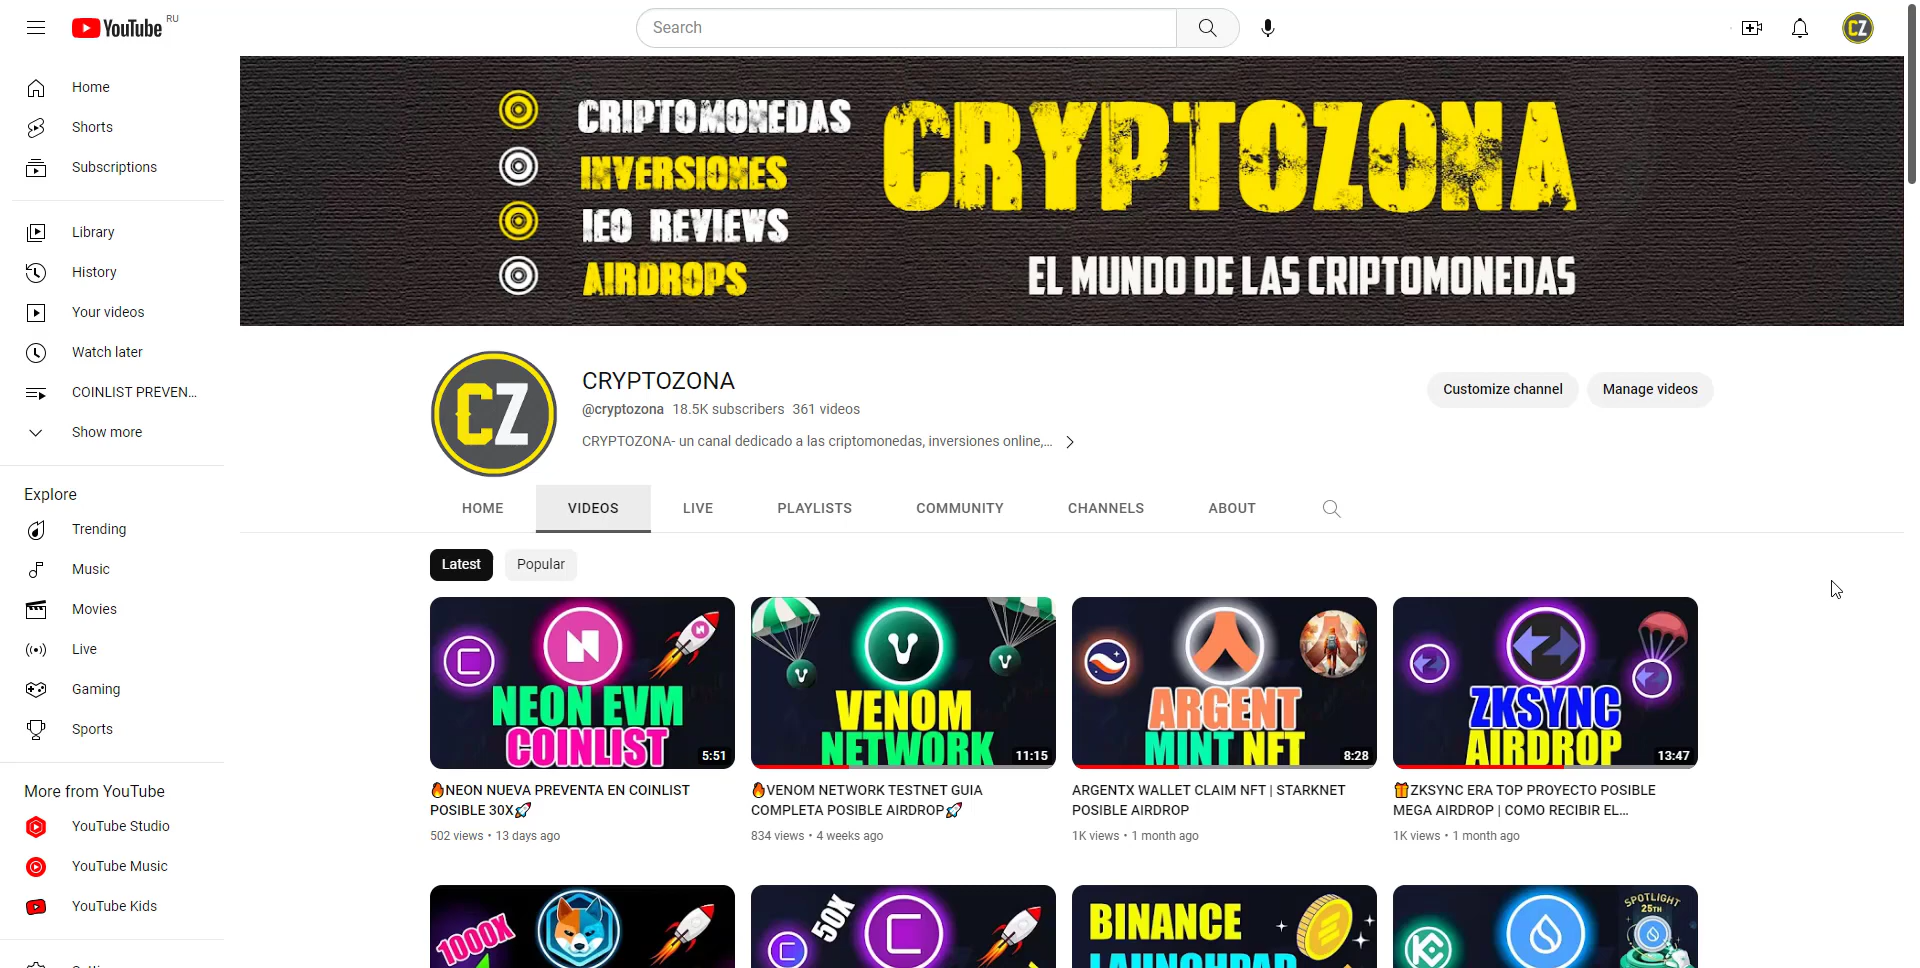 YouTube RU
Search
CZ
Home
Shorts
Subscriptions
Library
History
Your videos
Watch later
COINLIST PREVEN...
Show more
Explore
Trending
Music
Movies
Live
Gaming
Sports
More from YouTube
YouTube Studio
YouTube Music
YouTube Kids
CRIPTOMONEDAS
INVERSIONES
IEO REVIEWS
AIRDROPS
CRYPTOZONA
EL MUNDO DE LAS CRIPTOMONEDAS
CZ
CRYPTOZONA
@cryptozona 18.5K subscribers 361 videos
CRYPTOZONA- un canal dedicado a las criptomonedas, inversiones online,...
Customize channel
Manage videos
HOME VIDEOS LIVE PLAYLISTS COMMUNITY CHANNELS ABOUT
Latest Popular
NEON EVM
COINLIST
5:51
🔥NEON NUEVA PREVENTA EN COINLIST
POSIBLE 30X🚀
502 views • 13 days ago
VENOM
NETWORK
11:15
🔥VENOM NETWORK TESTNET GUIA
COMPLETA POSIBLE AIRDROP🚀
834 views • 4 weeks ago
ARGENT
MINT NFT
8:28
ARGENTX WALLET CLAIM NFT | STARKNET
POSIBLE AIRDROP
1K views • 1 month ago
ZKSYNC
AIRDROP
13:47
🎁ZKSYNC ERA TOP PROYECTO POSIBLE
MEGA AIRDROP | COMO RECIBIR EL...
1K views • 1 month ago
1000X
50X
BINANCE
LAUNCHPAD
SPOTLIGHT
25TH